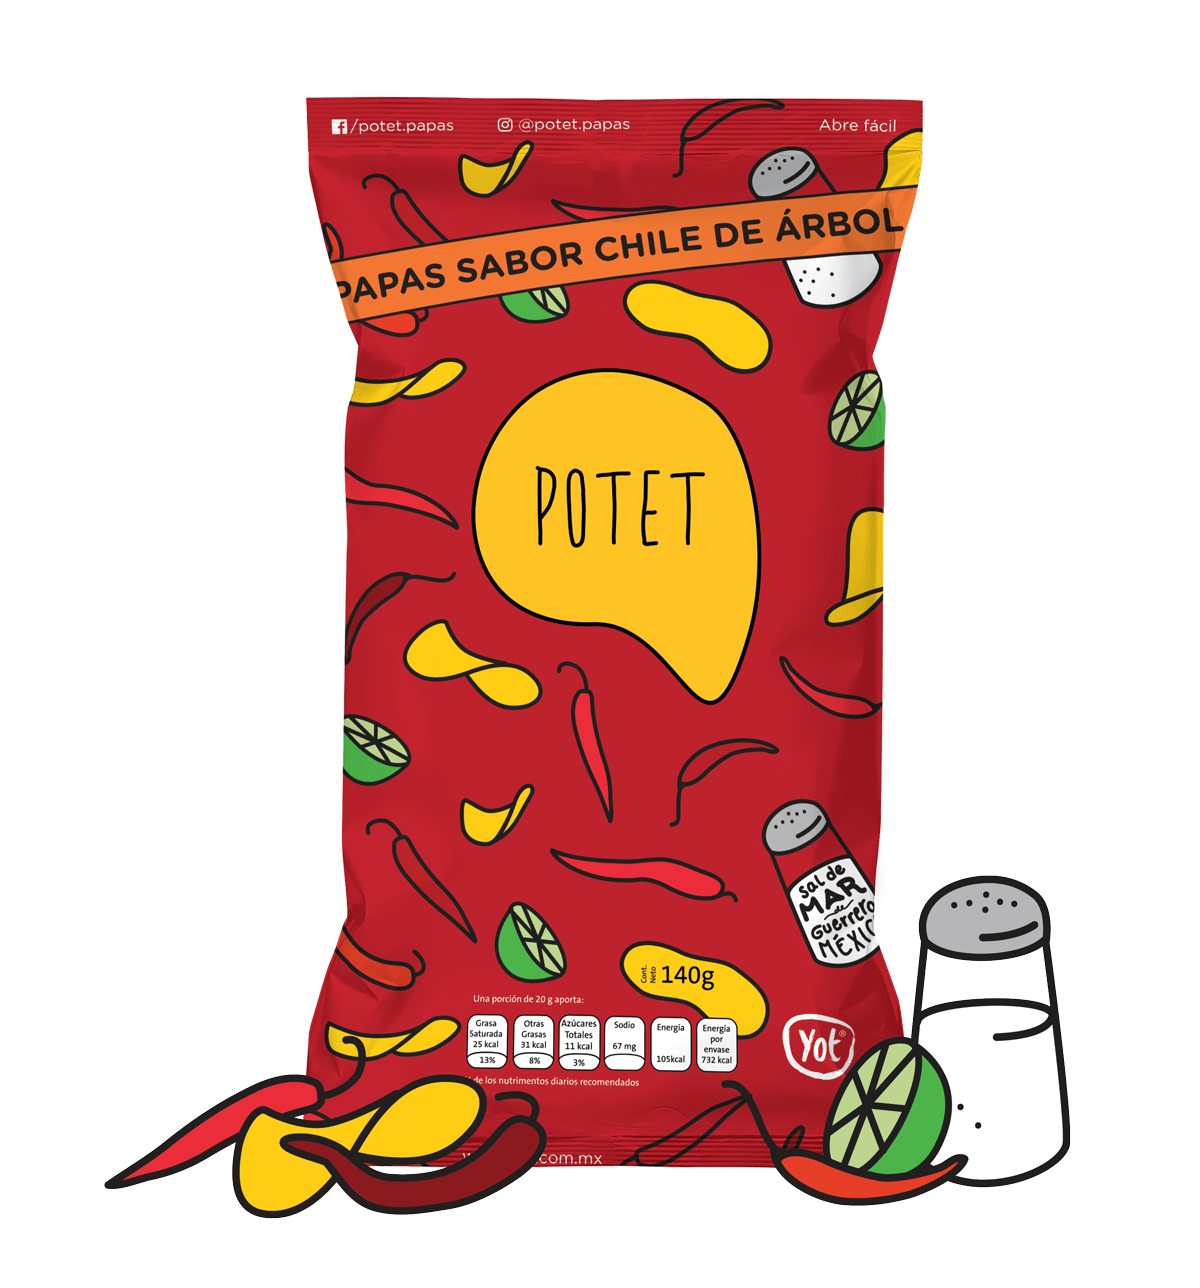 /potet.papas
@potet.papas
Abre fácil
PAPAS SABOR CHILE DE ÁRBOL
POTET
Sal de
MAR
de
Guerrero
MÉXICO
Cont.
Neto
140g
Una porción de 20 g aporta:
Grasa
Saturada
25 kcal
13%
Otras
Grasas
31 kcal
8%
Azúcares
Totales
11 kcal
3%
Sodio
67 mg
Energía
105kcal
Energía
por
envase
732 kcal
de los nutrimentos diarios recomendados
Yot®
.com.mx